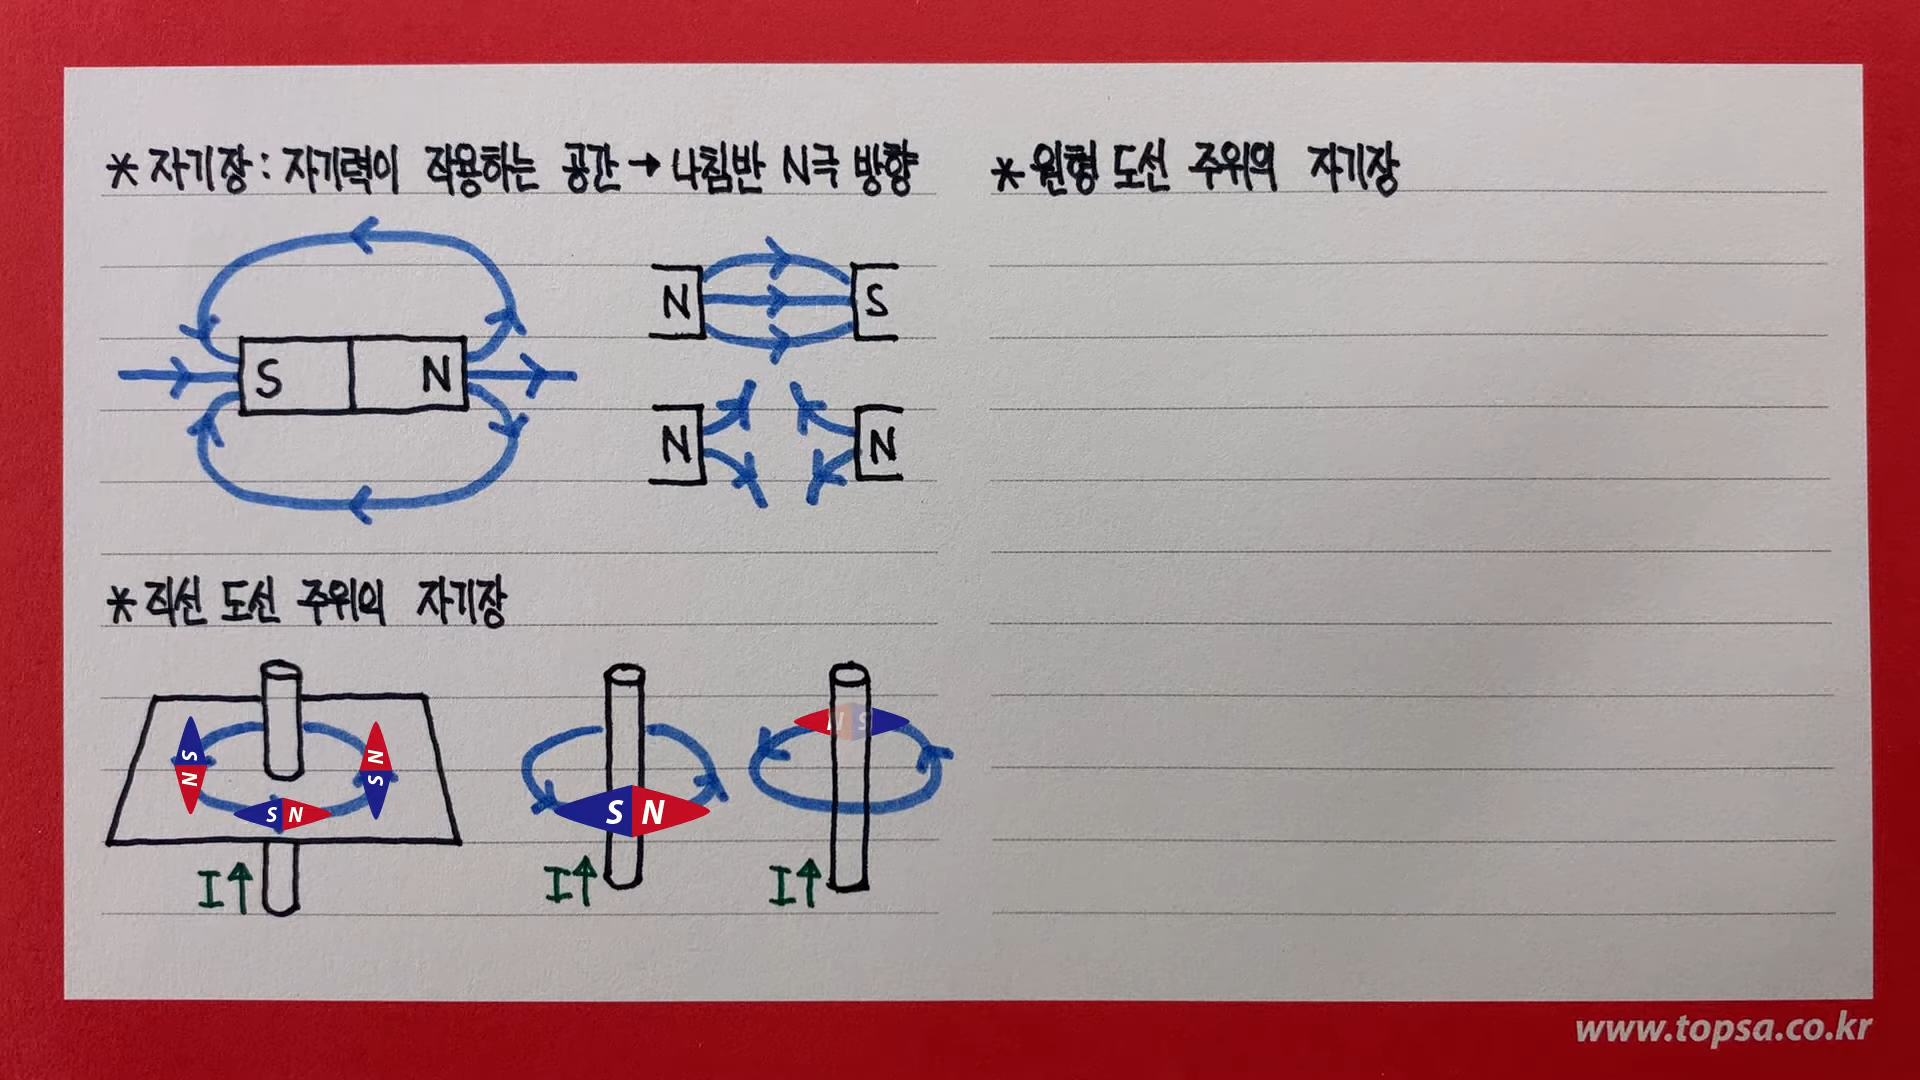 * 자기장 : 자기력이 작용하는 공간 → 나침반 N극 방향
S N
N S
N N
* 직선 도선 주위의 자기장
S N
N S
S N
I↑
S N
I↑
N S
I↑
* 원형 도선 주위의 자기장
www.topsa.co.kr